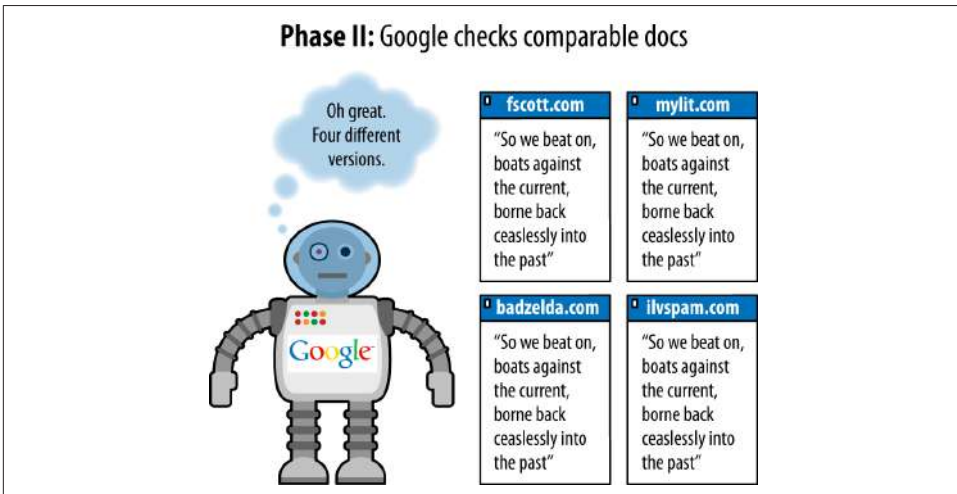 Phase II: Google checks comparable docs
Oh great.
Four different
versions.
Google
fscott.com
“So we beat on,
boats against
the current,
borne back
ceaslessly into
the past”
mylit.com
“So we beat on,
boats against
the current,
borne back
ceaslessly into
the past”
badzelda.com
“So we beat on,
boats against
the current,
borne back
ceaslessly into
the past”
ilvspam.com
“So we beat on,
boats against
the current,
borne back
ceaslessly into
the past”